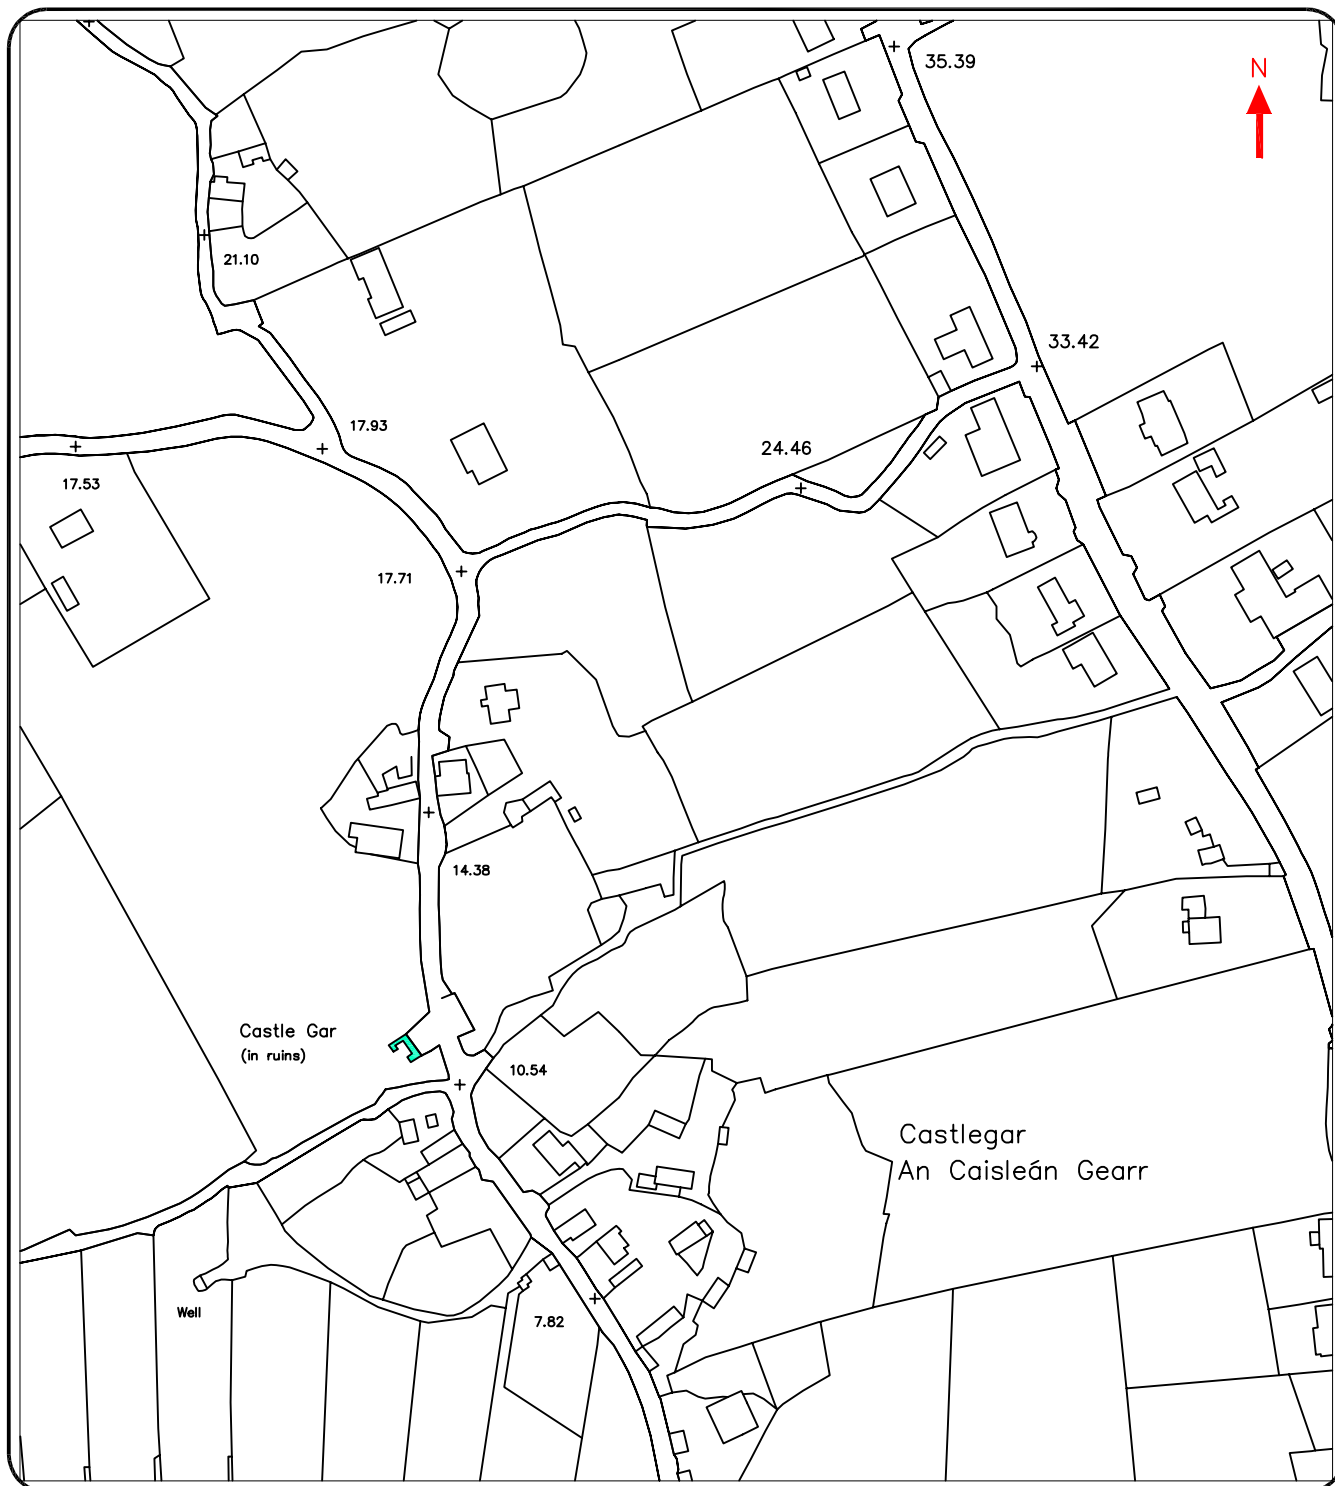 35.39
N
21.10
33.42
17.93
24.46
17.53
17.71
14.38
Castle Gar
(in ruins)
10.54
Castlegar
An Caisleán Gearr
Well
7.82